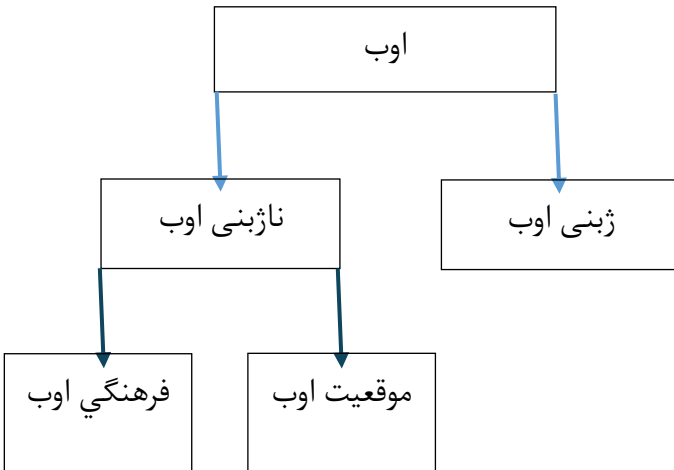 اوب
ژبنی اوب
ناژبنی اوب
موقعیت اوب
فرهنگي اوب